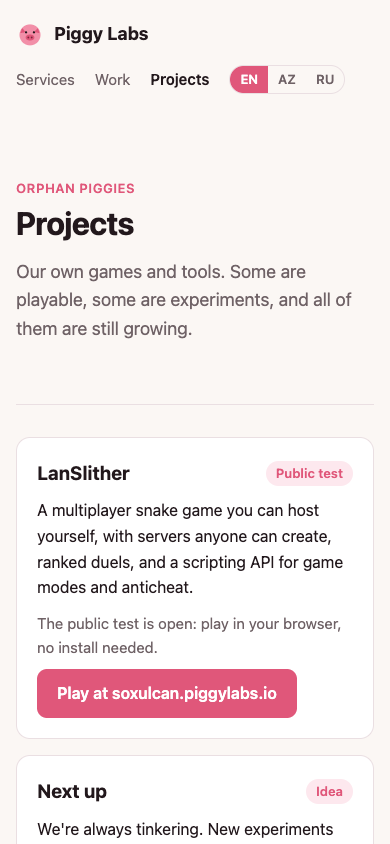 Piggy Labs
Services Work Projects EN AZ RU
ORPHAN PIGGIES
Projects
Our own games and tools. Some are
playable, some are experiments, and all of
them are still growing.
LanSlither Public test
A multiplayer snake game you can host
yourself, with servers anyone can create,
ranked duels, and a scripting API for game
modes and anticheat.
The public test is open: play in your browser,
no install needed.
Play at soxulcan.piggylabs.io
Next up Idea
We're always tinkering. New experiments